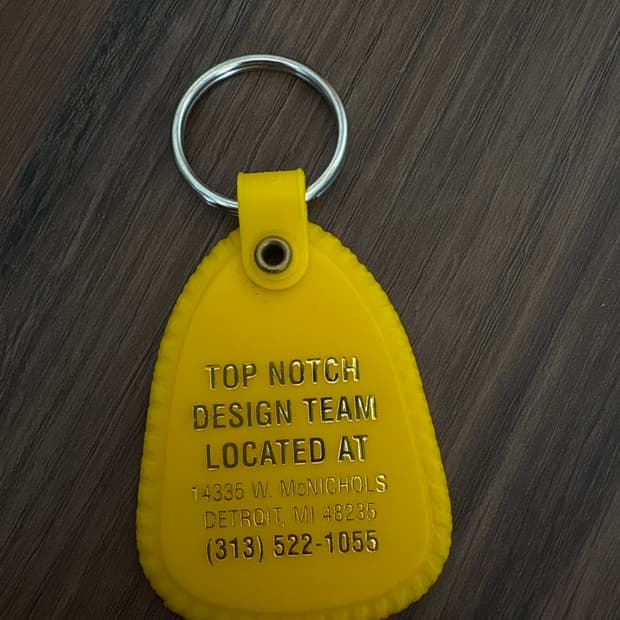 TOP NOTCH
DESIGN TEAM
LOCATED AT
14335 W. McNICHOLS
DETROIT, MI 48235
(313) 522-1055